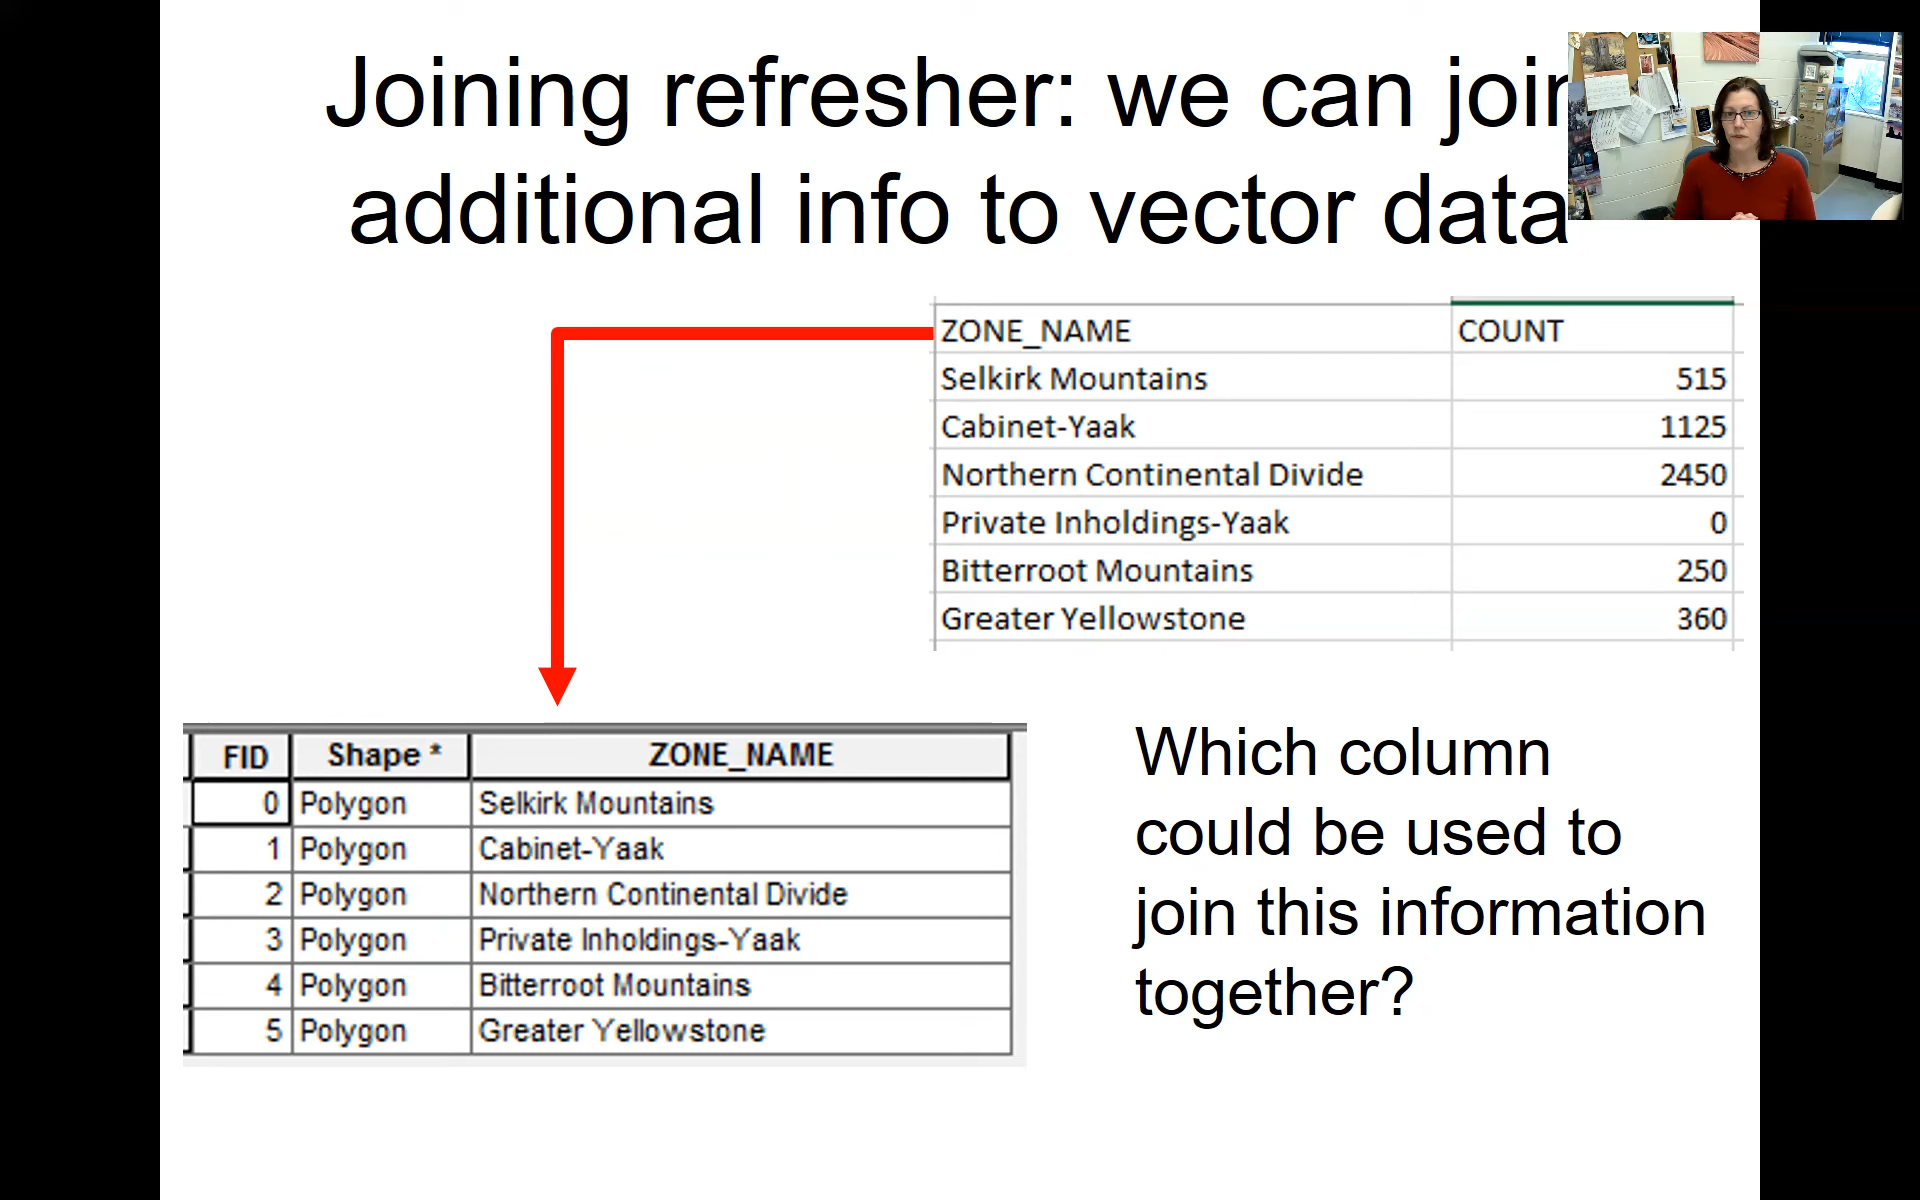 Joining refresher: we can join
additional info to vector data
ZONE_NAME COUNT
Selkirk Mountains 515
Cabinet-Yaak 1125
Northern Continental Divide 2450
Private Inholdings-Yaak 0
Bitterroot Mountains 250
Greater Yellowstone 360
FID Shape * ZONE_NAME
0 Polygon Selkirk Mountains
1 Polygon Cabinet-Yaak
2 Polygon Northern Continental Divide
3 Polygon Private Inholdings-Yaak
4 Polygon Bitterroot Mountains
5 Polygon Greater Yellowstone
Which column
could be used to
join this information
together?